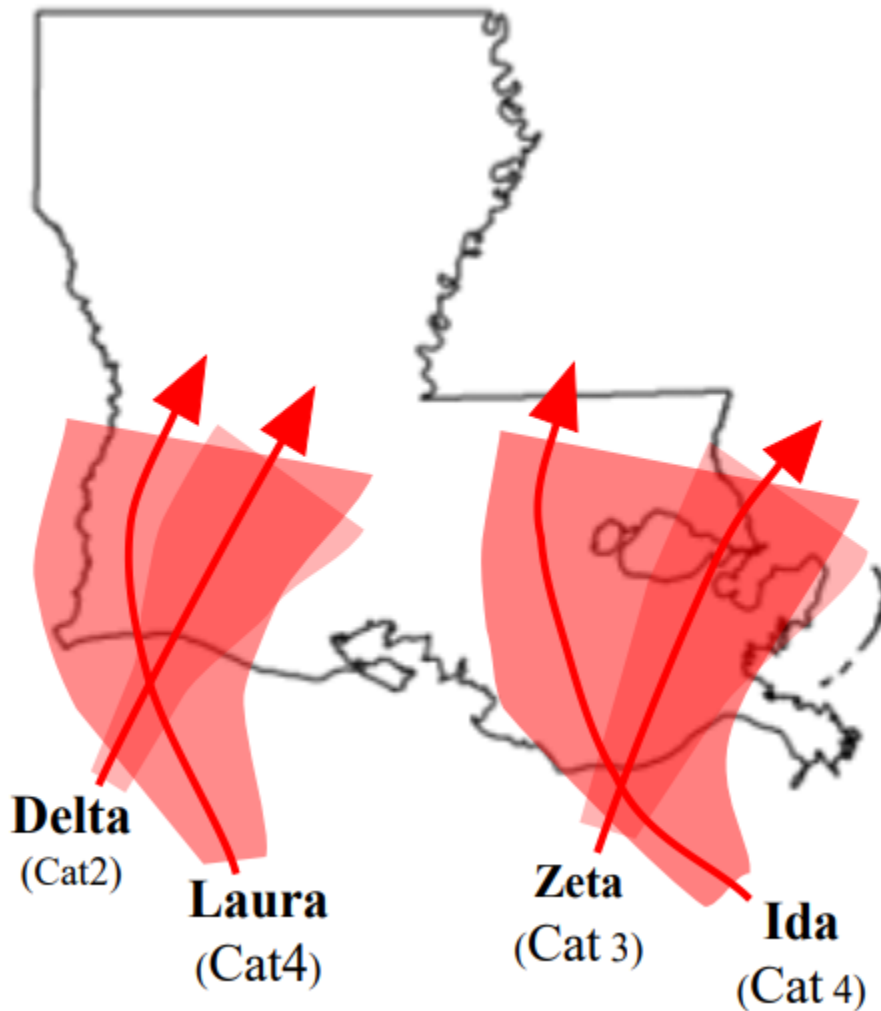 Delta
(Cat2)
Laura
(Cat4)
Zeta
(Cat 3)
Ida
(Cat 4)